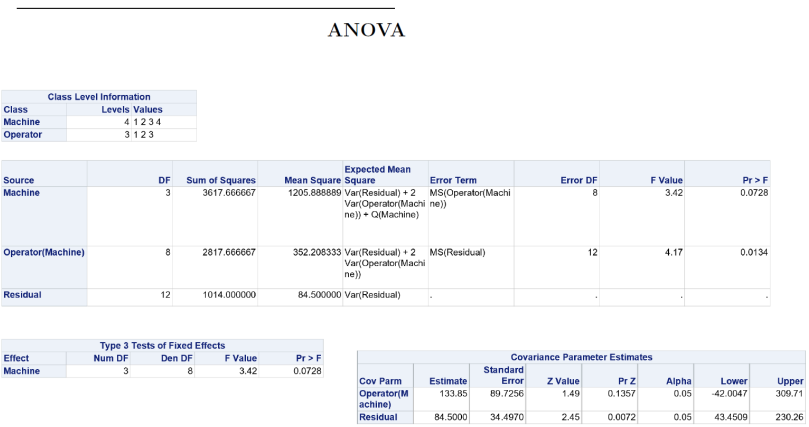 ANOVA
Class Level Information
Class Levels Values
Machine 4 1 2 3 4
Operator 3 1 2 3
Source DF Sum of Squares Mean Square Expected Mean Square Error Term Error DF F Value Pr > F
Machine 3 3617.666667 1205.888889 Var(Residual) + 2 MS(Operator(Machi 8 3.42 0.0728
Var(Operator(Machi ne))
ne)) + Q(Machine)
Operator(Machine) 8 2817.666667 352.208333 Var(Residual) + 2 MS(Residual) 12 4.17 0.0134
Var(Operator(Machi
ne))
Residual 12 1014.000000 84.500000 Var(Residual) . . . .
Type 3 Tests of Fixed Effects
Effect Num DF Den DF F Value Pr > F
Machine 3 8 3.42 0.0728
Covariance Parameter Estimates
Cov Parm Estimate Standard Error Z Value Pr Z Alpha Lower Upper
Operator(M 133.85 89.7256 1.49 0.1357 0.05 -42.0047 309.71
achine)
Residual 84.5000 34.4970 2.45 0.0072 0.05 43.4509 230.26